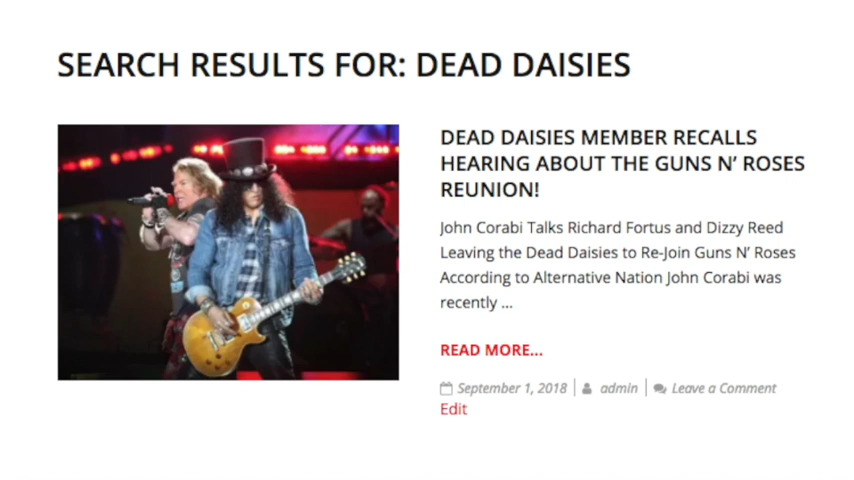 SEARCH RESULTS FOR: DEAD DAISIES
DEAD DAISIES MEMBER RECALLS
HEARING ABOUT THE GUNS N’ ROSES
REUNION!
John Corabi Talks Richard Fortus and Dizzy Reed
Leaving the Dead Daisies to Re-Join Guns N’ Roses
According to Alternative Nation John Corabi was
recently ...
READ MORE...
September 1, 2018 | admin | Leave a Comment
Edit